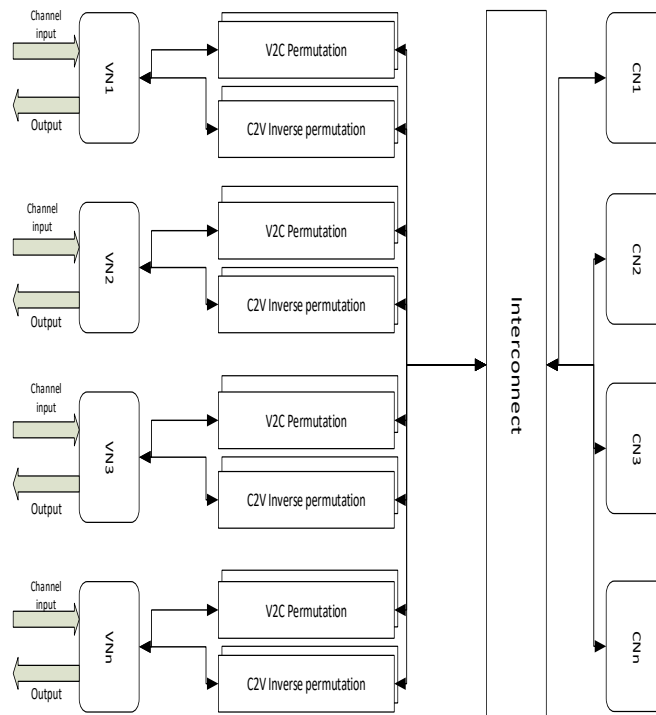 Channel
input
Output
VN1
V2C Permutation
C2V Inverse permutation
CN1
Channel
input
Output
VN2
V2C Permutation
C2V Inverse permutation
CN2
Interconnect
Channel
input
Output
VN3
V2C Permutation
C2V Inverse permutation
CN3
Channel
input
Output
VNn
V2C Permutation
C2V Inverse permutation
CNn